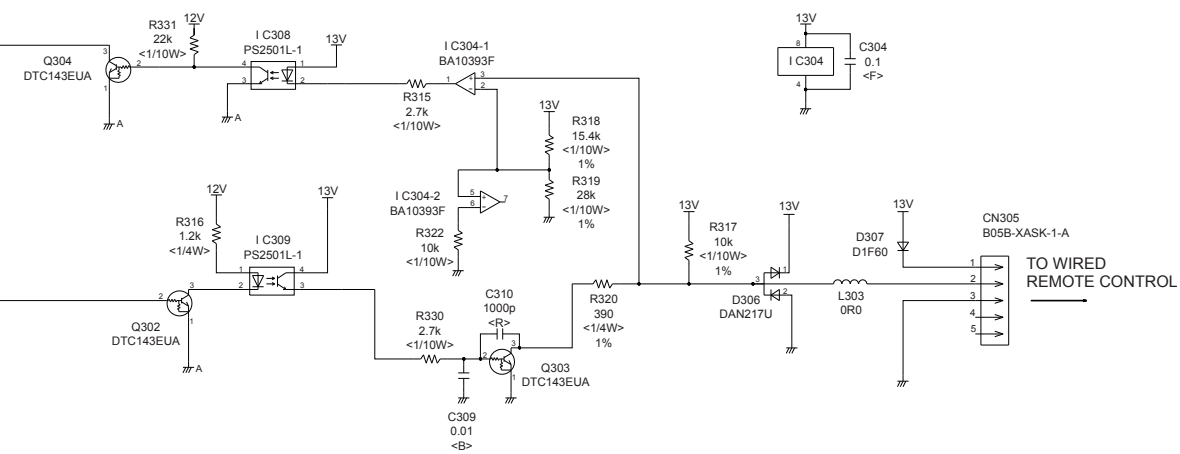 R331
22k
<1/10W>
12V
I C308
PS2501L-1
13V
I C304-1
BA10393F
13V
8
I C304
4
C304
0.1
<F>
Q304
DTC143EUA
3
2
1
A
4
3
1
2
A
R315
2.7k
<1/10W>
1
3
2
+
-
13V
R318
15.4k
<1/10W>
1%
R319
28k
<1/10W>
1%
I C304-2
BA10393F
5
6
+
-
7
R322
10k
<1/10W>
12V
13V
R316
1.2k
<1/4W>
I C309
PS2501L-1
1
2
4
3
Q302
DTC143EUA
2
3
1
A
R330
2.7k
<1/10W>
C309
0.01
<B>
C310
1000p
<R>
2
3
1
Q303
DTC143EUA
R320
390
<1/4W>
1%
13V
R317
10k
<1/10W>
1%
13V
3
1
2
D306
DAN217U
L303
0R0
13V
D307
D1F60
CN305
B05B-XASK-1-A
1
2
3
4
5
TO WIRED
REMOTE CONTROL